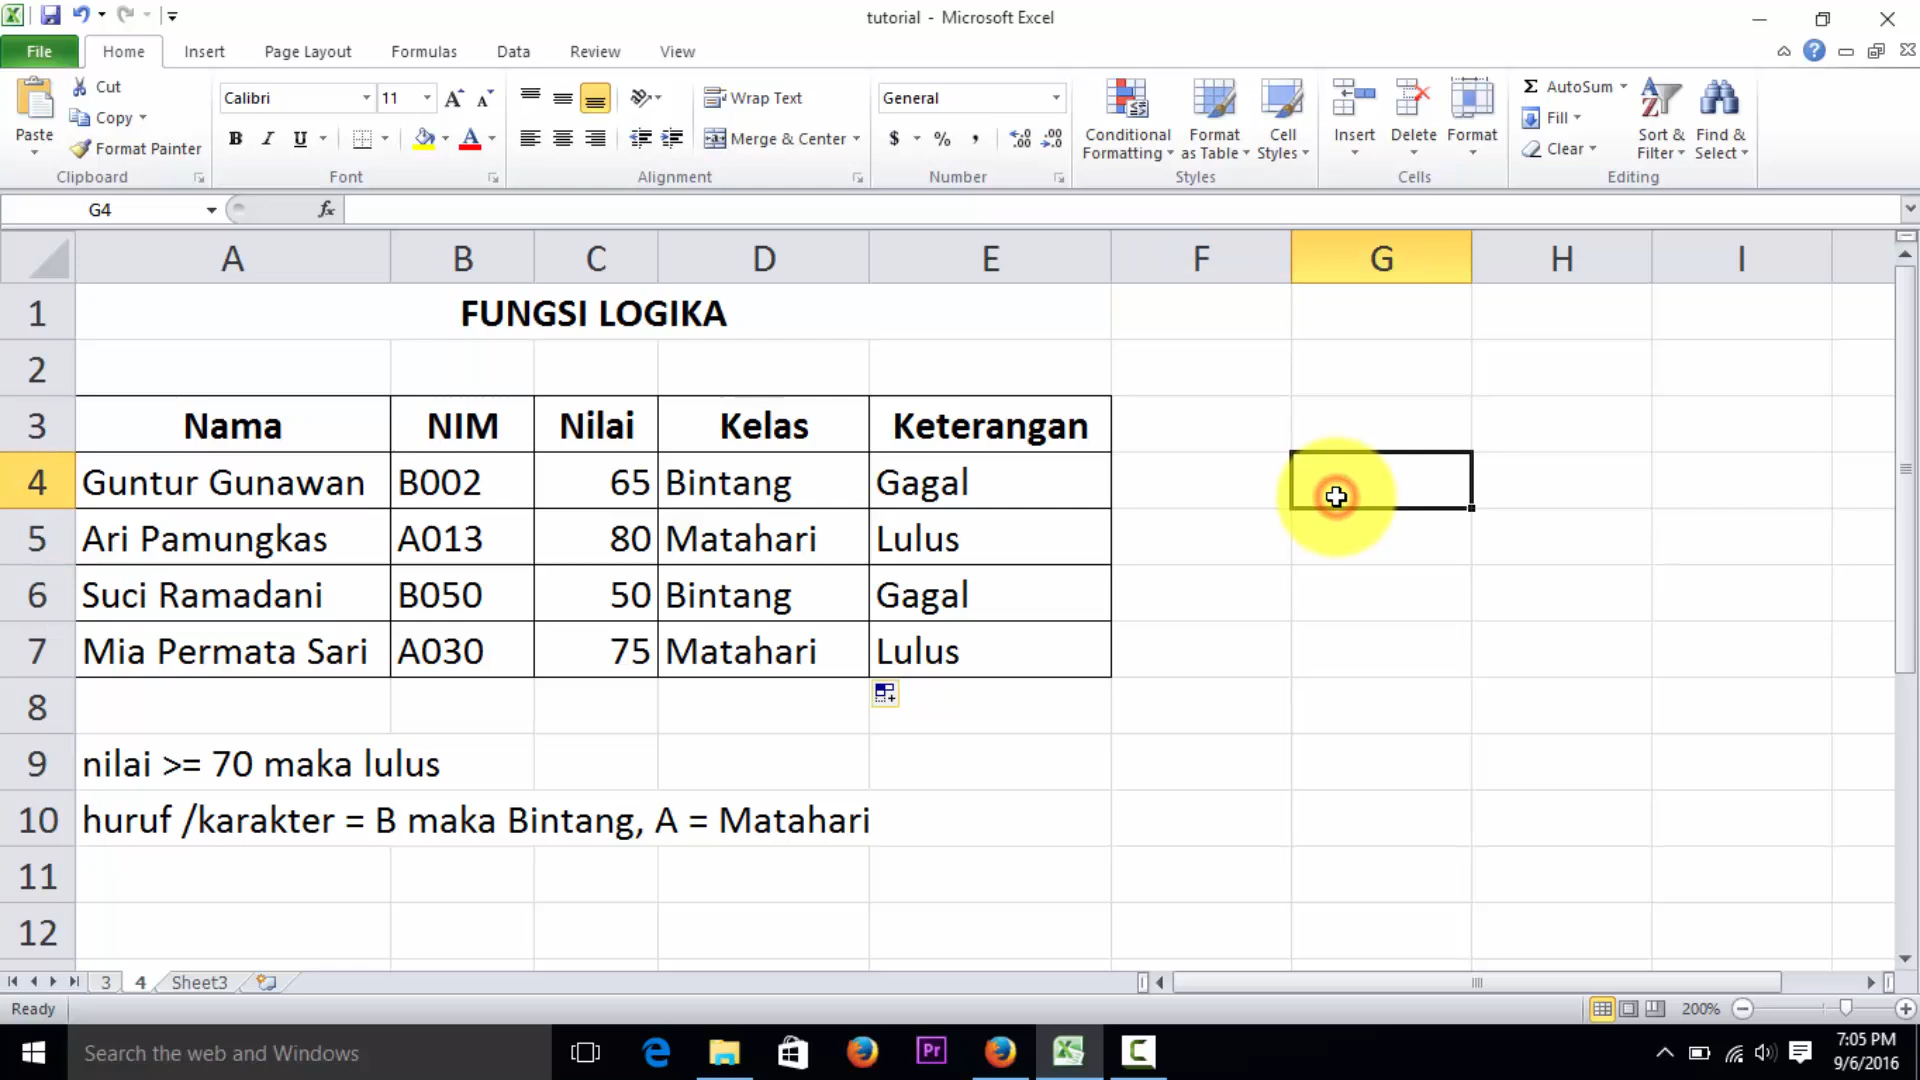 tutorial - Microsoft Excel
File Home Insert Page Layout Formulas Data Review View
Paste
Cut
Copy
Format Painter
Clipboard
Calibri 11
B I U A
Font
Wrap Text
Merge & Center
Alignment
General
$ % ,
Number
Conditional Formatting
Format as Table
Cell Styles
Styles
Insert Delete Format
Cells
Σ AutoSum
Fill
Clear
Sort & Filter
Find & Select
Editing
G4 fx
A B C D E F G H I
1 FUNGSI LOGIKA
2
3 Nama NIM Nilai Kelas Keterangan
4 Guntur Gunawan B002 65 Bintang Gagal
5 Ari Pamungkas A013 80 Matahari Lulus
6 Suci Ramadani B050 50 Bintang Gagal
7 Mia Permata Sari A030 75 Matahari Lulus
8
9 nilai >= 70 maka lulus
10 huruf /karakter = B maka Bintang, A = Matahari
11
12
3 4 Sheet3
Ready 200%
Search the web and Windows
Pr
7:05 PM
9/6/2016